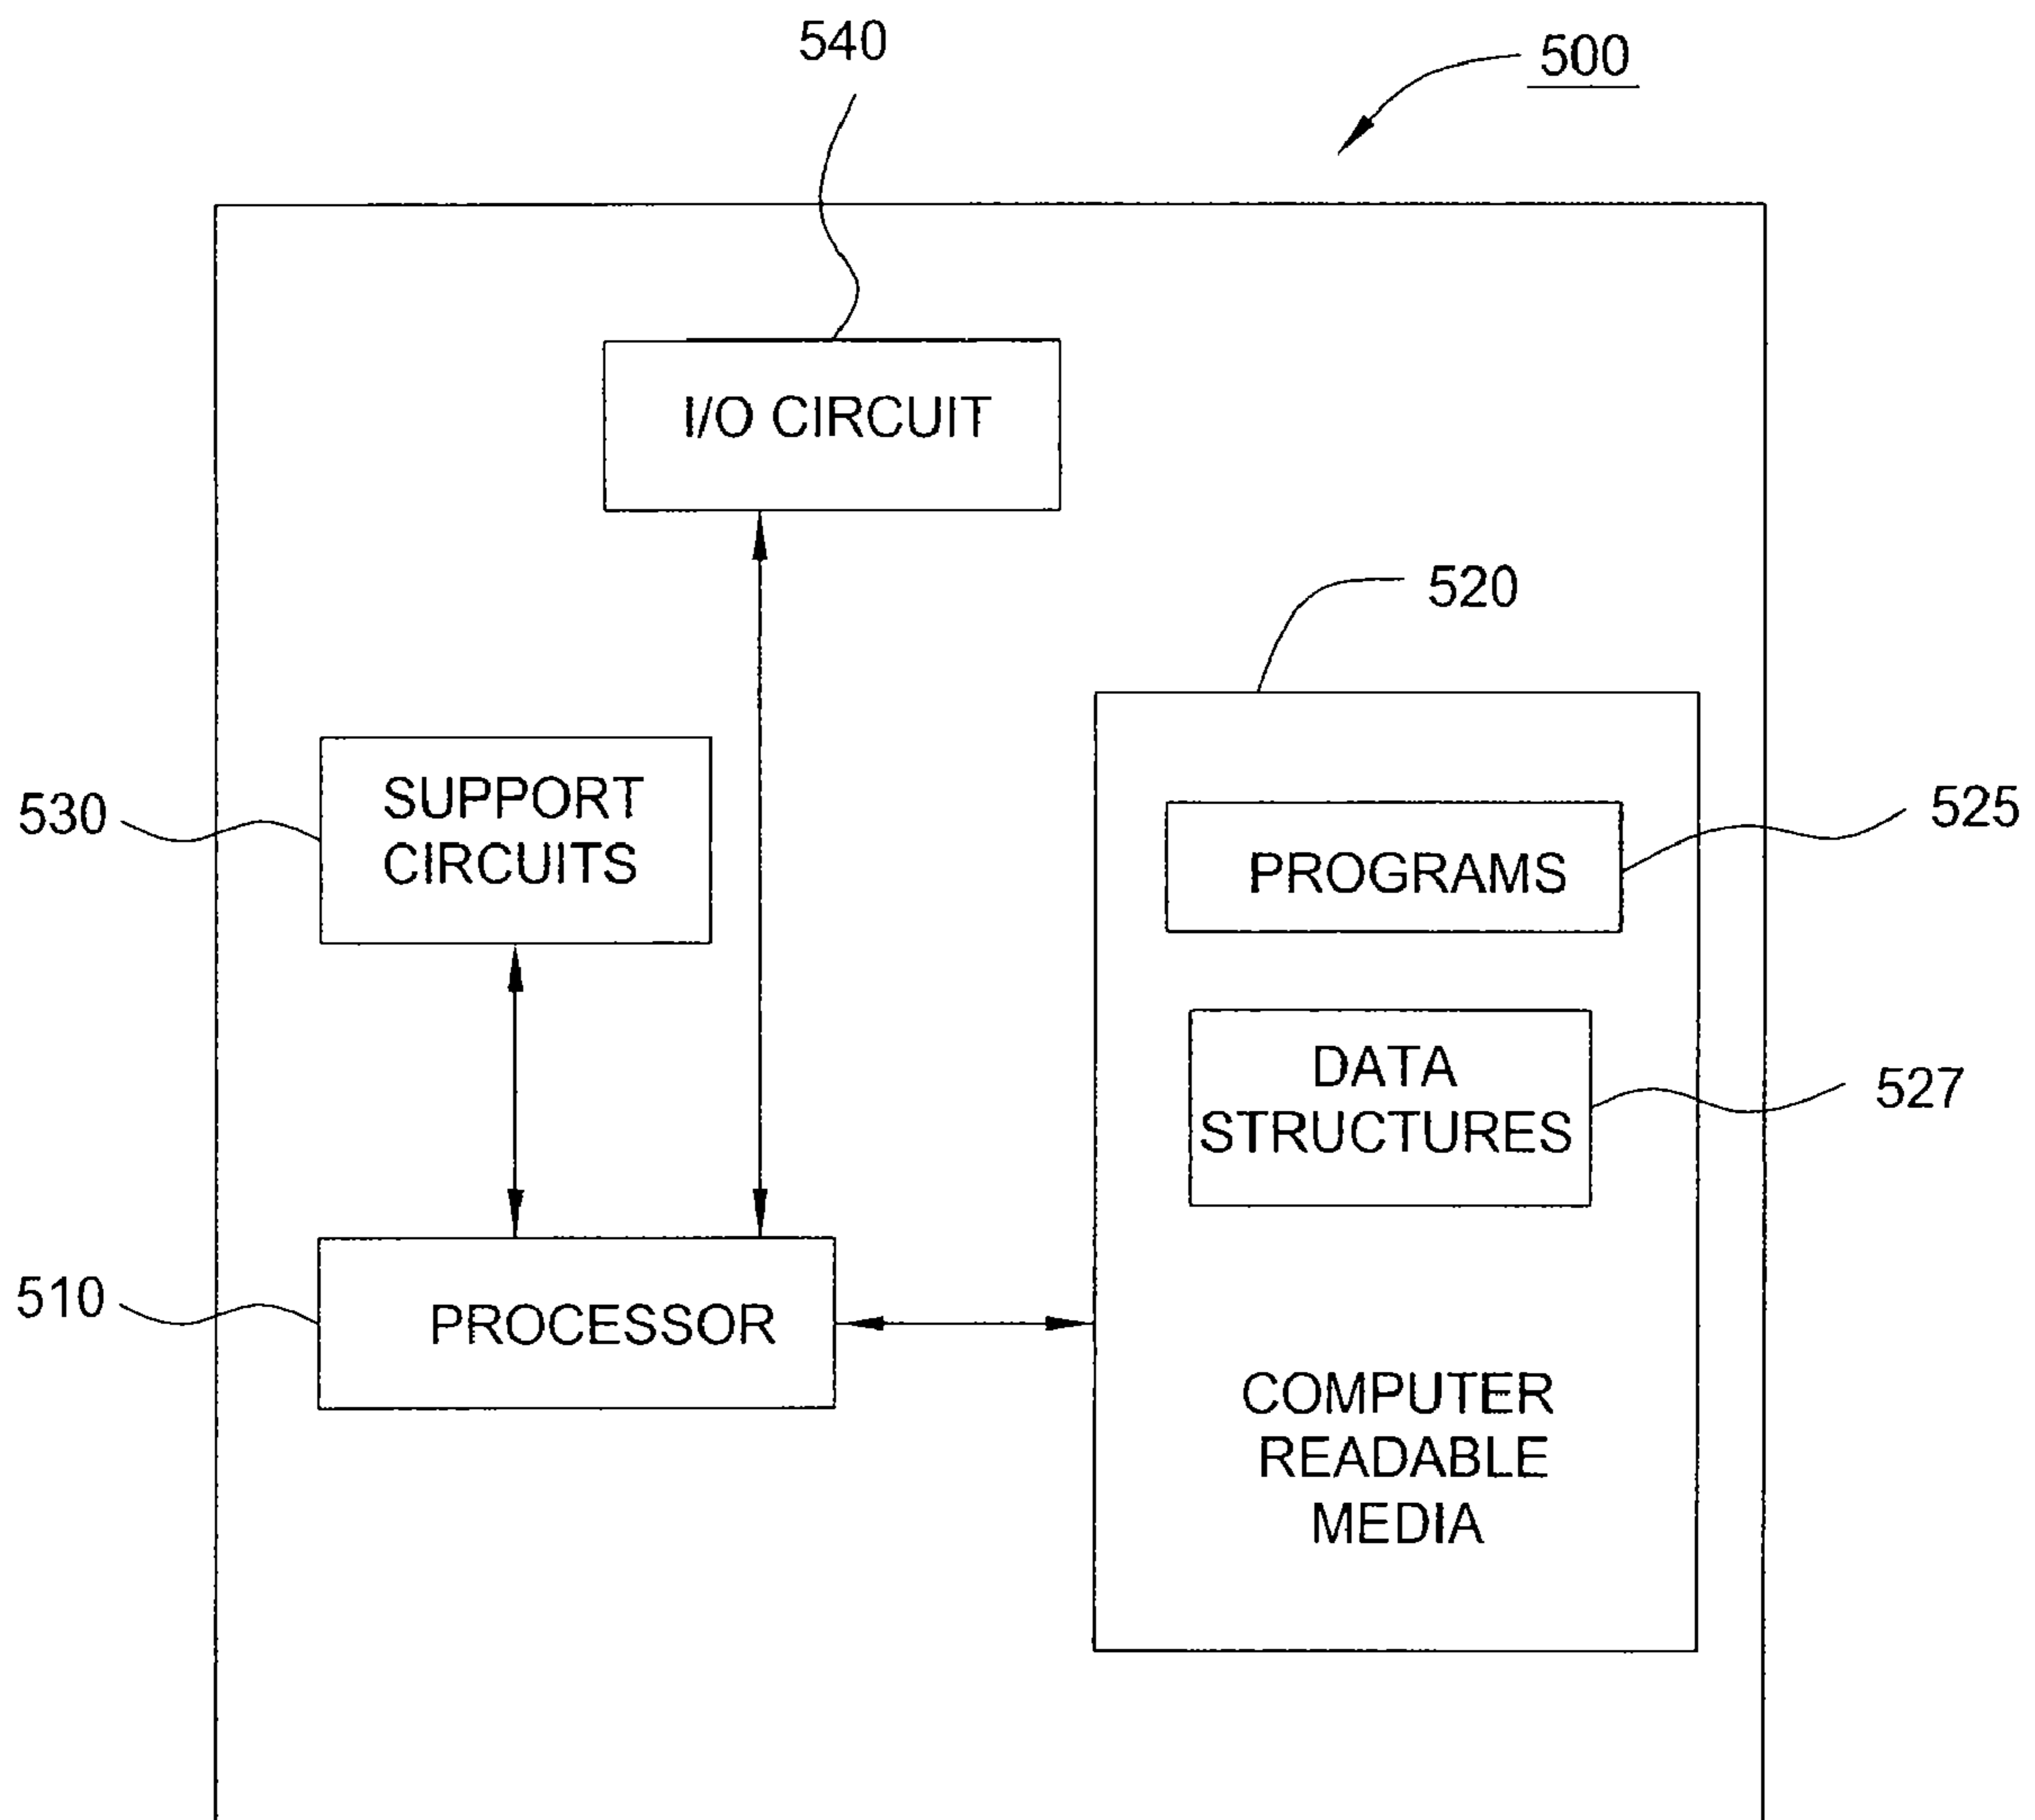 540
500
I/O CIRCUIT
520
530
SUPPORT
CIRCUITS
525
PROGRAMS
DATA
STRUCTURES
527
510
PROCESSOR
COMPUTER
READABLE
MEDIA